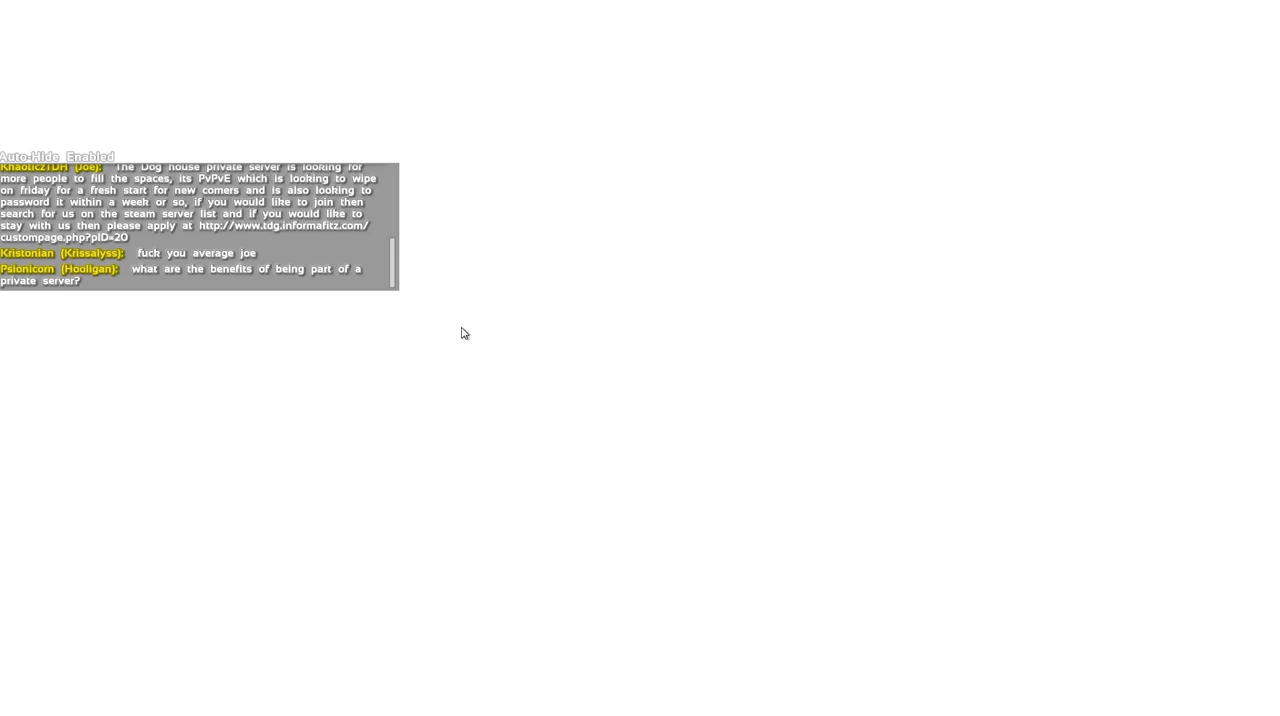 Auto-Hide Enabled
KhaoticzTDH (Joe): The Dog house private server is looking for
more people to fill the spaces, its PvPvE which is looking to wipe
on friday for a fresh start for new comers and is also looking to
password it within a week or so, if you would like to join then
search for us on the steam server list and if you would like to
stay with us then please apply at http://www.tdg.informafitz.com/
custompage.php?pID=20
Kristonian (Krissalyss): fuck you average joe
Psionicorn (Hooligan): what are the benefits of being part of a
private server?